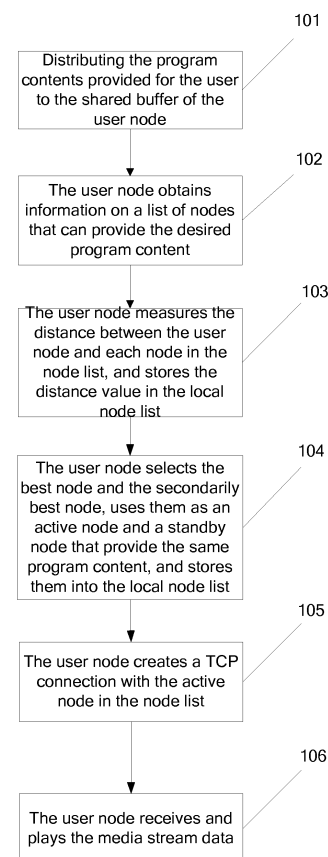 101
Distributing the program
contents provided for the user
to the shared buffer of the
user node
102
The user node obtains
information on a list of nodes
that can provide the desired
program content
103
The user node measures the
distance between the user
node and each node in the
node list, and stores the
distance value in the local
node list
104
The user node selects the
best node and the secondarily
best node, uses them as an
active node and a standby
node that provide the same
program content, and stores
them into the local node list
105
The user node creates a TCP
connection with the active
node in the node list
106
The user node receives and
plays the media stream data